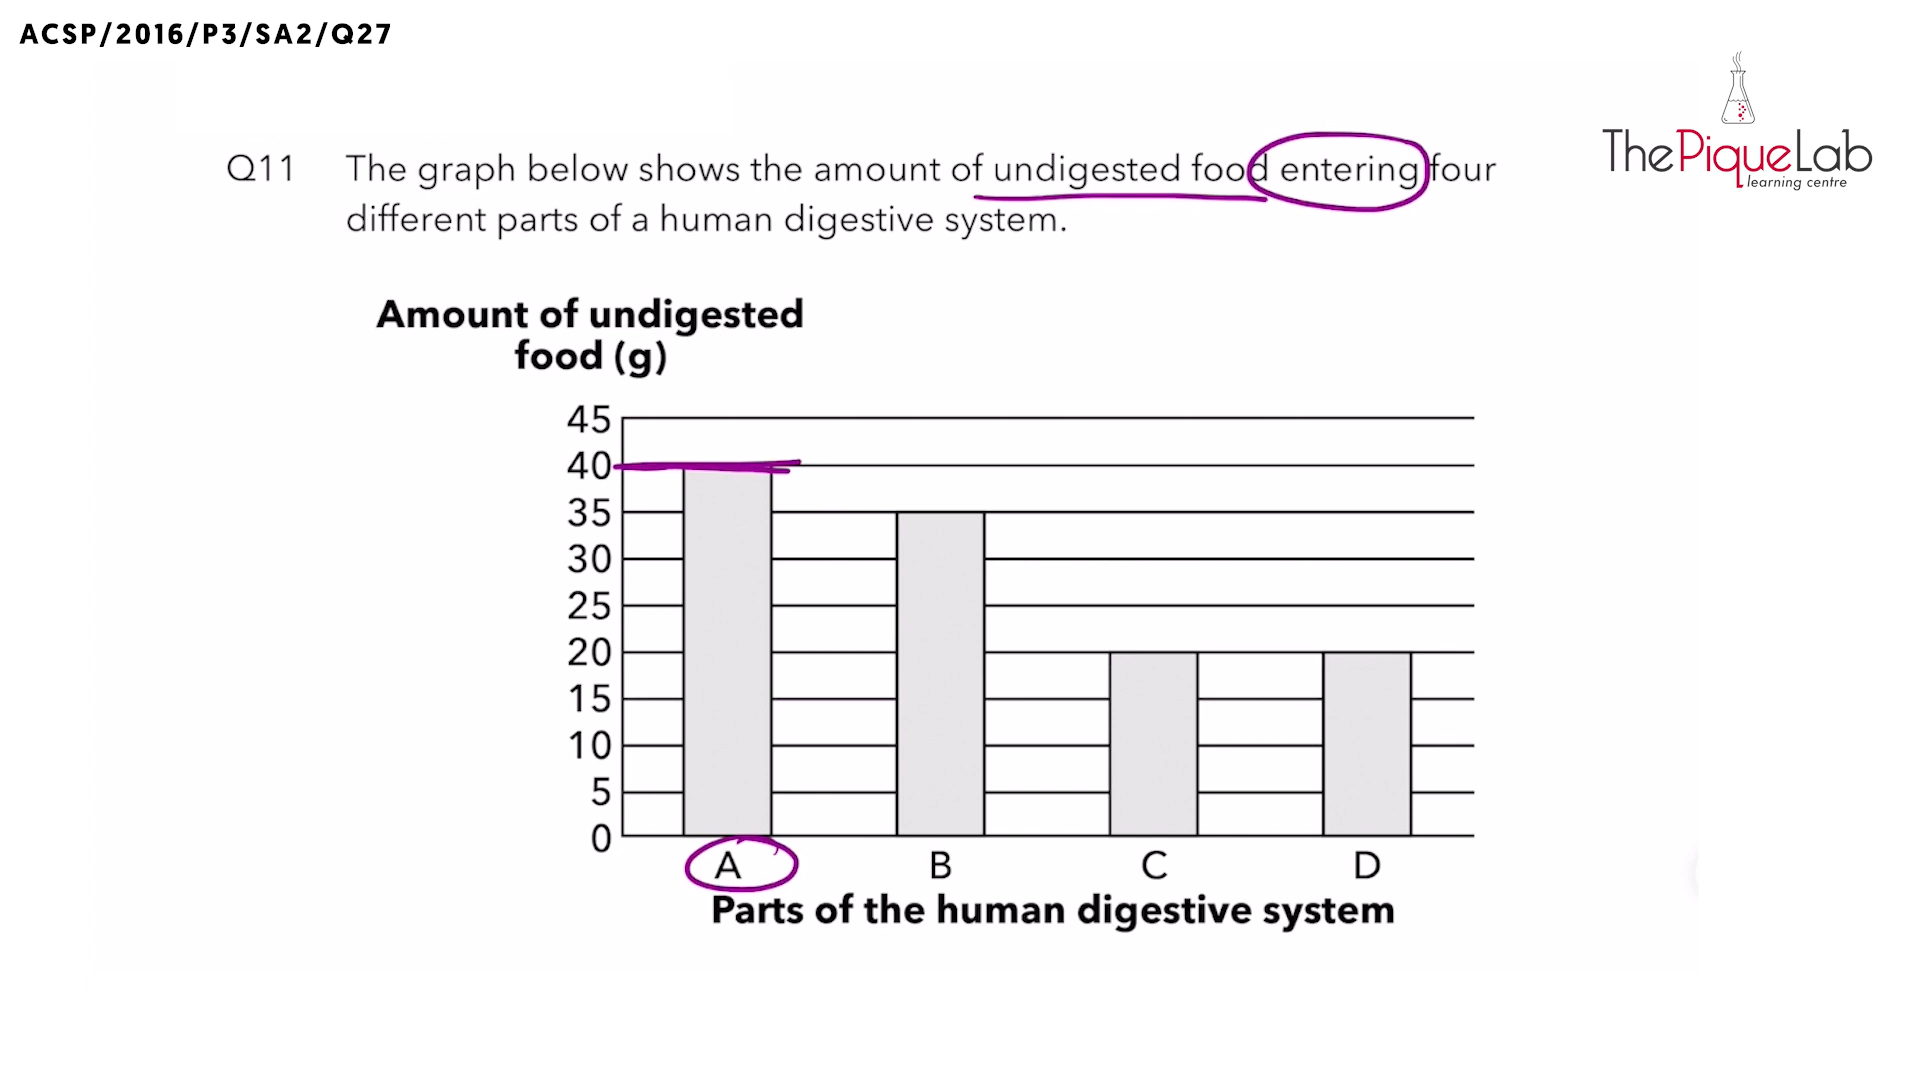 ACSP/2016/P3/SA2/Q27
ThePiqueLab
learning centre
Q11 The graph below shows the amount of undigested food entering four
different parts of a human digestive system.
Amount of undigested
food (g)
45
40
35
30
25
20
15
10
5
0
A B C D
Parts of the human digestive system